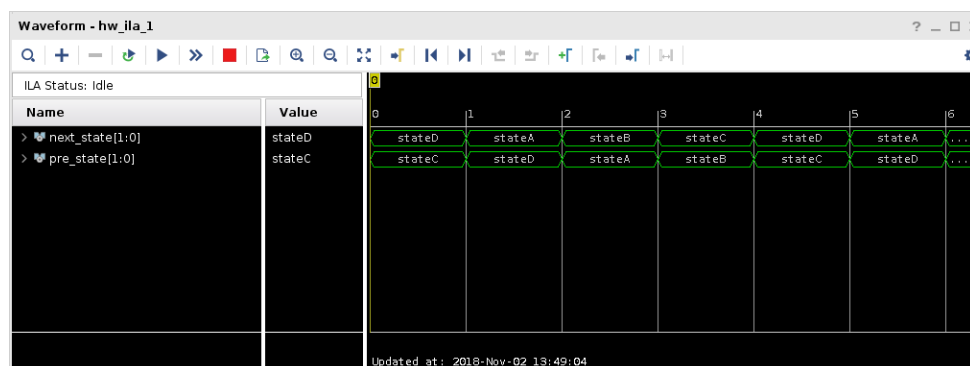 Waveform - hw_ila_1
ILA Status: Idle
0
Name Value 0 1 2 3 4 5 6
next_state[1:0] stateD stateD stateA stateB stateC stateD stateA ...
pre_state[1:0] stateC stateC stateD stateA stateB stateC stateD ...
Updated at: 2018-Nov-02 13:49:04